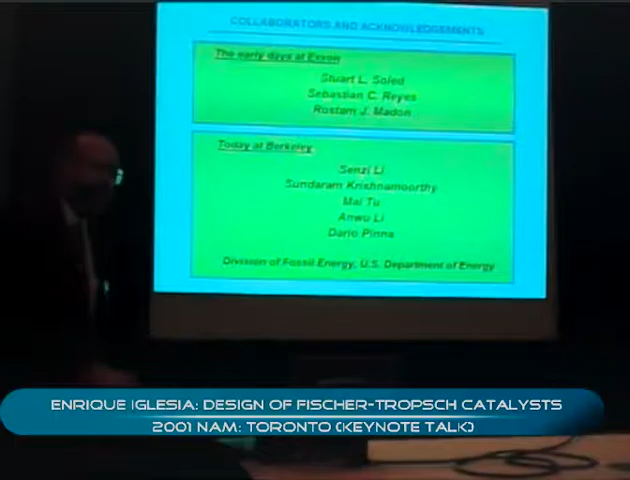 COLLABORATORS AND ACKNOWLEDGEMENTS
The early days at Exxon
Stuart L. Soled
Sebastian C. Reyes
Rostam J. Madon
Today at Berkeley
Senzi Li
Sundaram Krishnamoorthy
Mai Tu
Anwu Li
Dario Pinna
Division of Fossil Energy, U.S. Department of Energy
ENRIQUE IGLESIA: DESIGN OF FISCHER-TROPSCH CATALYSTS
2001 NAM: TORONTO (KEYNOTE TALK)